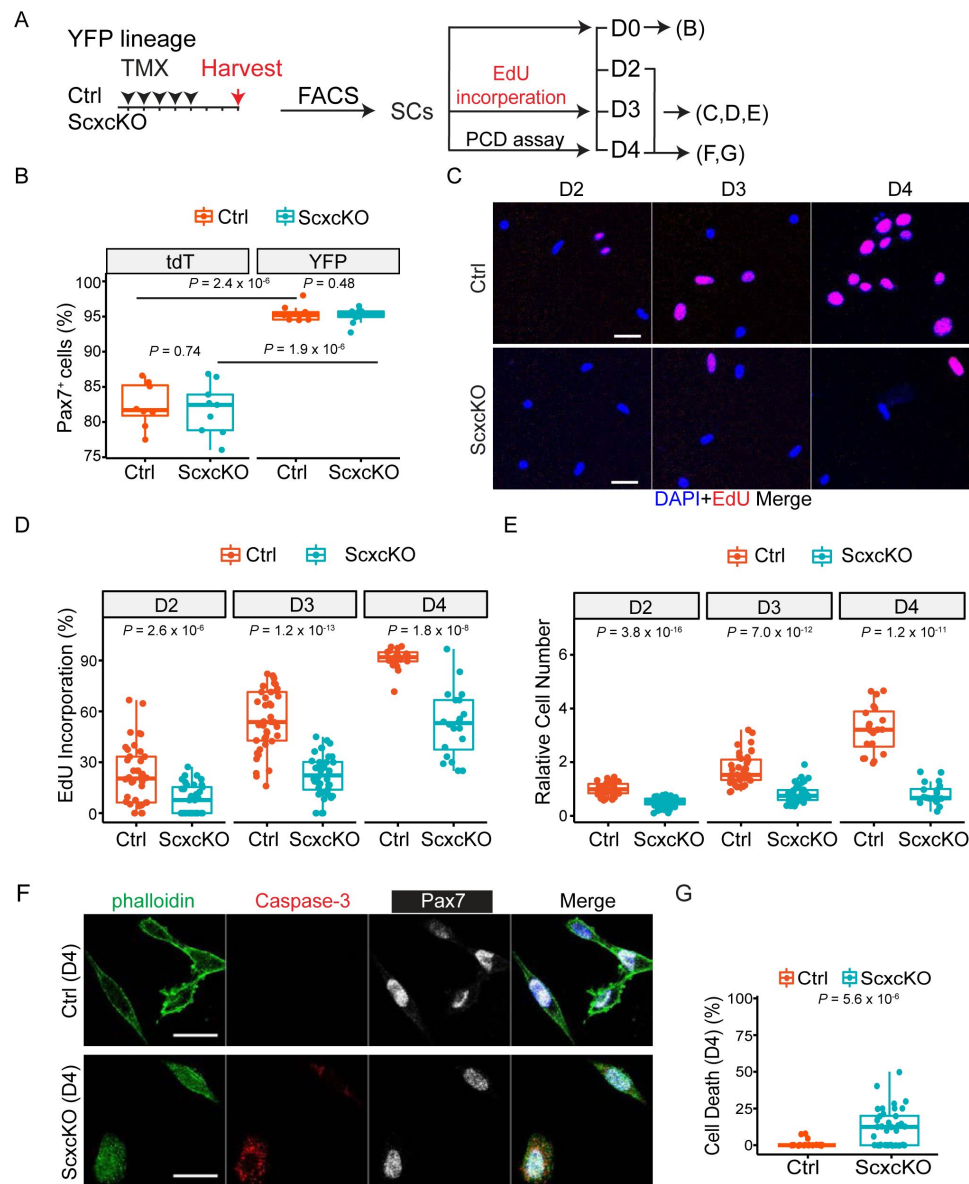 A
YFP lineage
TMX
Harvest
Ctrl
ScxcKO
FACS
SCs
EdU
incorperation
PCD assay
D0
(B)
D2
D3
(C,D,E)
D4
(F,G)
B
Ctrl ScxcKO
tdT YFP
P = 2.4 x 10-6 P = 0.48
P = 0.74 P = 1.9 x 10-6
Pax7+ cells (%)
100
95
90
85
80
75
Ctrl ScxcKO Ctrl ScxcKO
C
D2 D3 D4
Ctrl
ScxcKO
DAPI+EdU Merge
D
Ctrl ScxcKO
D2 D3 D4
P = 2.6 x 10-6 P = 1.2 x 10-13 P = 1.8 x 10-8
EdU Incorporation (%)
90
60
30
0
Ctrl ScxcKO Ctrl ScxcKO Ctrl ScxcKO
E
Ctrl ScxcKO
D2 D3 D4
P = 3.8 x 10-16 P = 7.0 x 10-12 P = 1.2 x 10-11
Ralative Cell Number
6
4
2
0
Ctrl ScxcKO Ctrl ScxcKO Ctrl ScxcKO
F
phalloidin Caspase-3 Pax7 Merge
Ctrl (D4)
ScxcKO (D4)
G
Ctrl ScxcKO
P = 5.6 x 10-6
Cell Death (D4) (%)
100
75
50
25
0
Ctrl ScxcKO